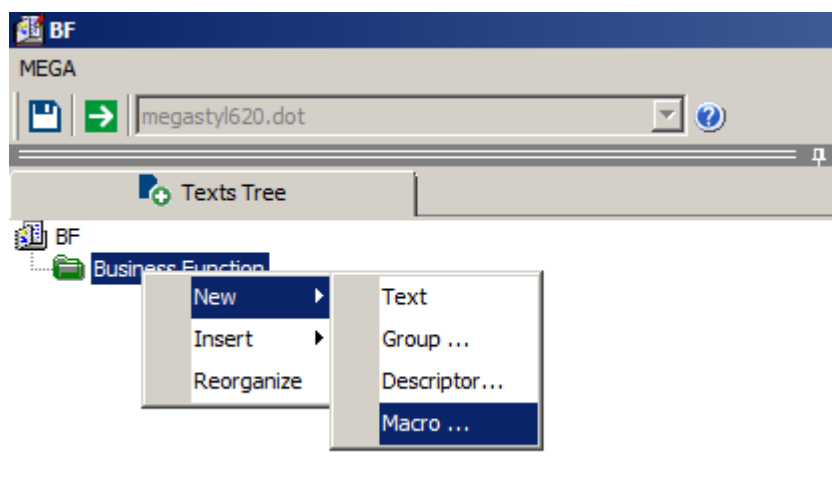 BF
MEGA
megastyl620.dot
Texts Tree
BF
Business Function
New
Insert
Reorganize
Text
Group ...
Descriptor...
Macro ...